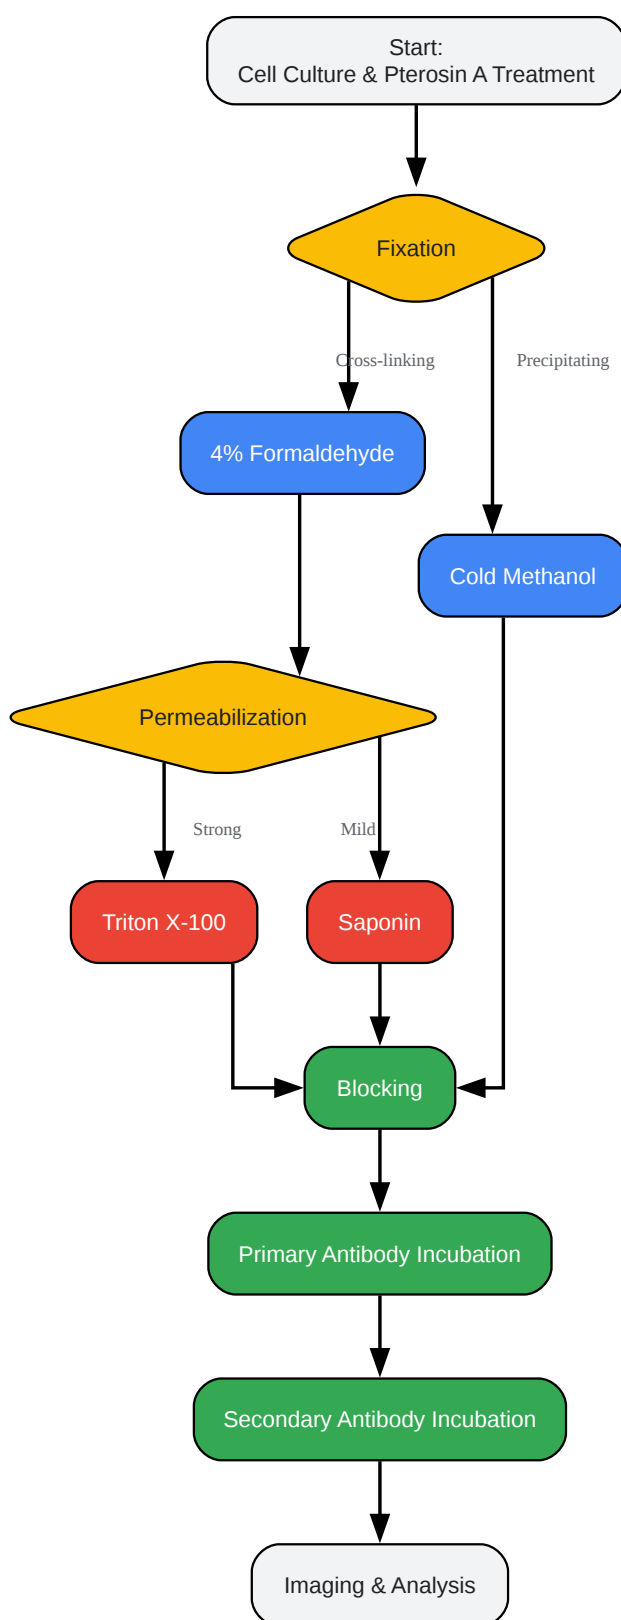 Start:
Cell Culture & Pterosin A Treatment
Fixation
Cross-linking
Precipitating
4% Formaldehyde
Cold Methanol
Permeabilization
Strong
Mild
Triton X-100
Saponin
Blocking
Primary Antibody Incubation
Secondary Antibody Incubation
Imaging & Analysis